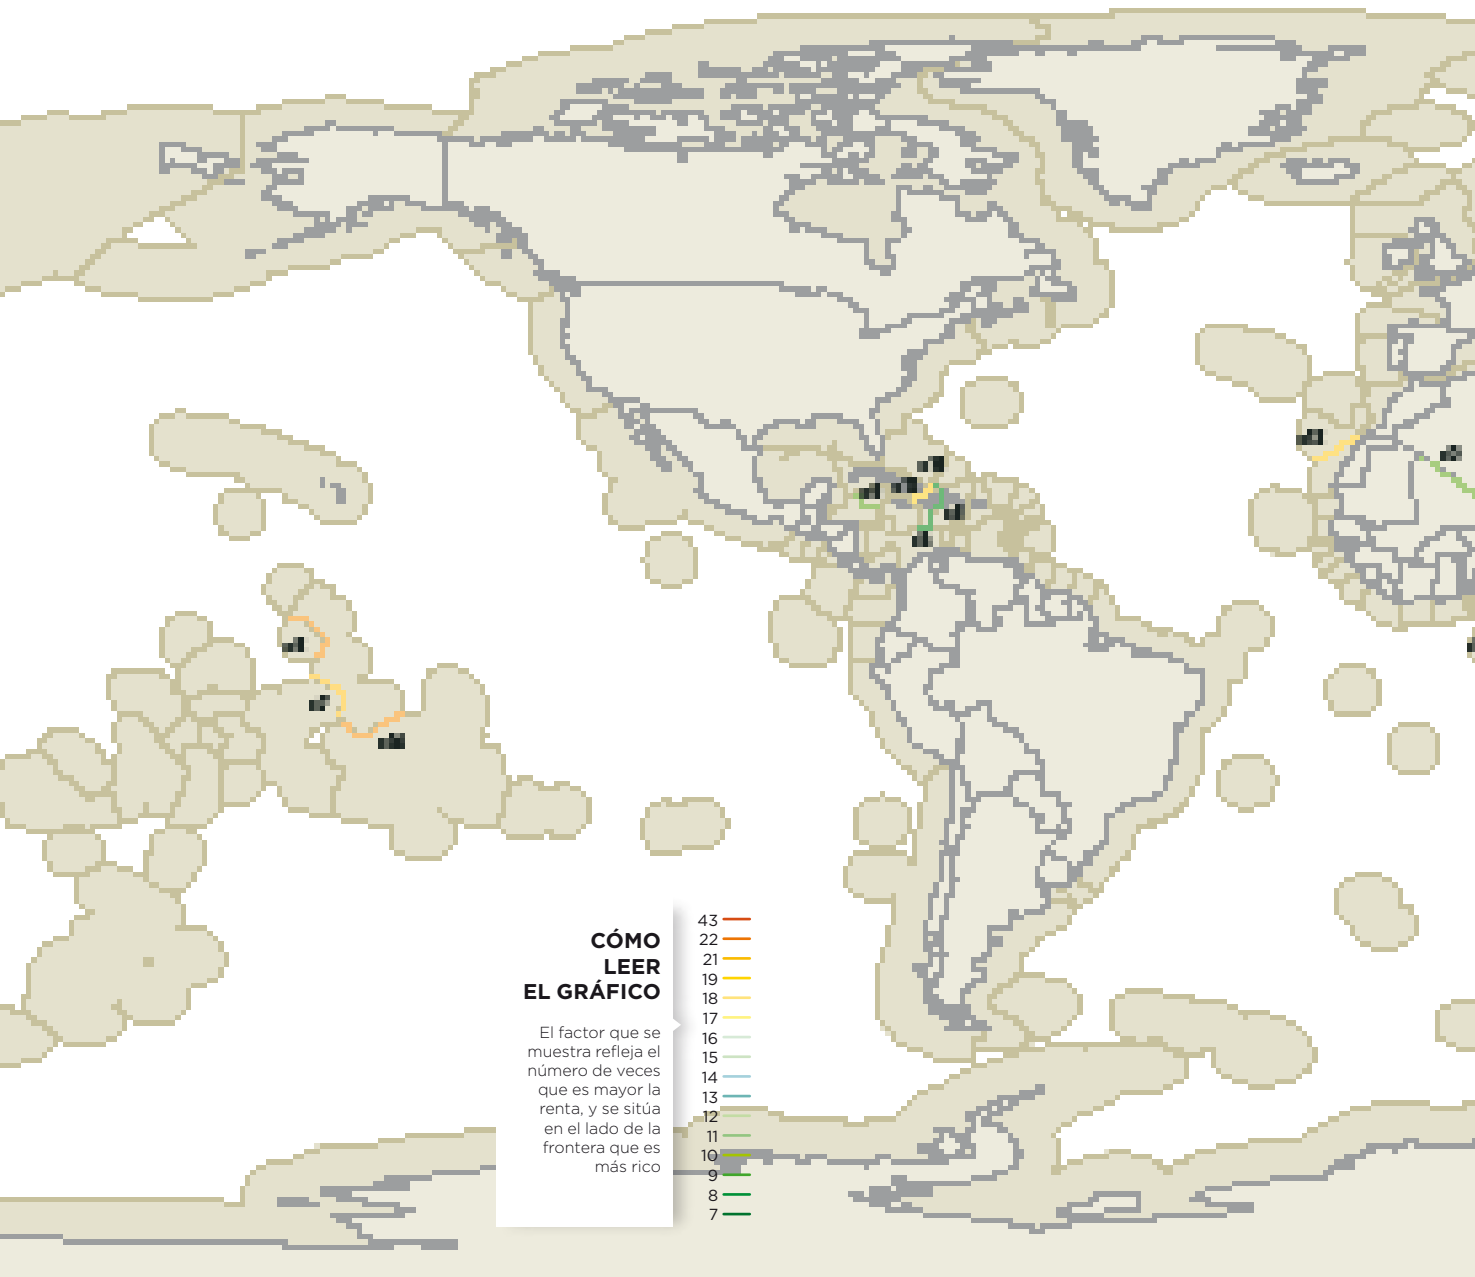 CÓMO
LEER
EL GRÁFICO
El factor que se
muestra refleja el
número de veces
que es mayor la
renta, y se sitúa
en el lado de la
frontera que es
más rico
43
22
21
19
18
17
16
15
14
13
12
11
10
9
8
7